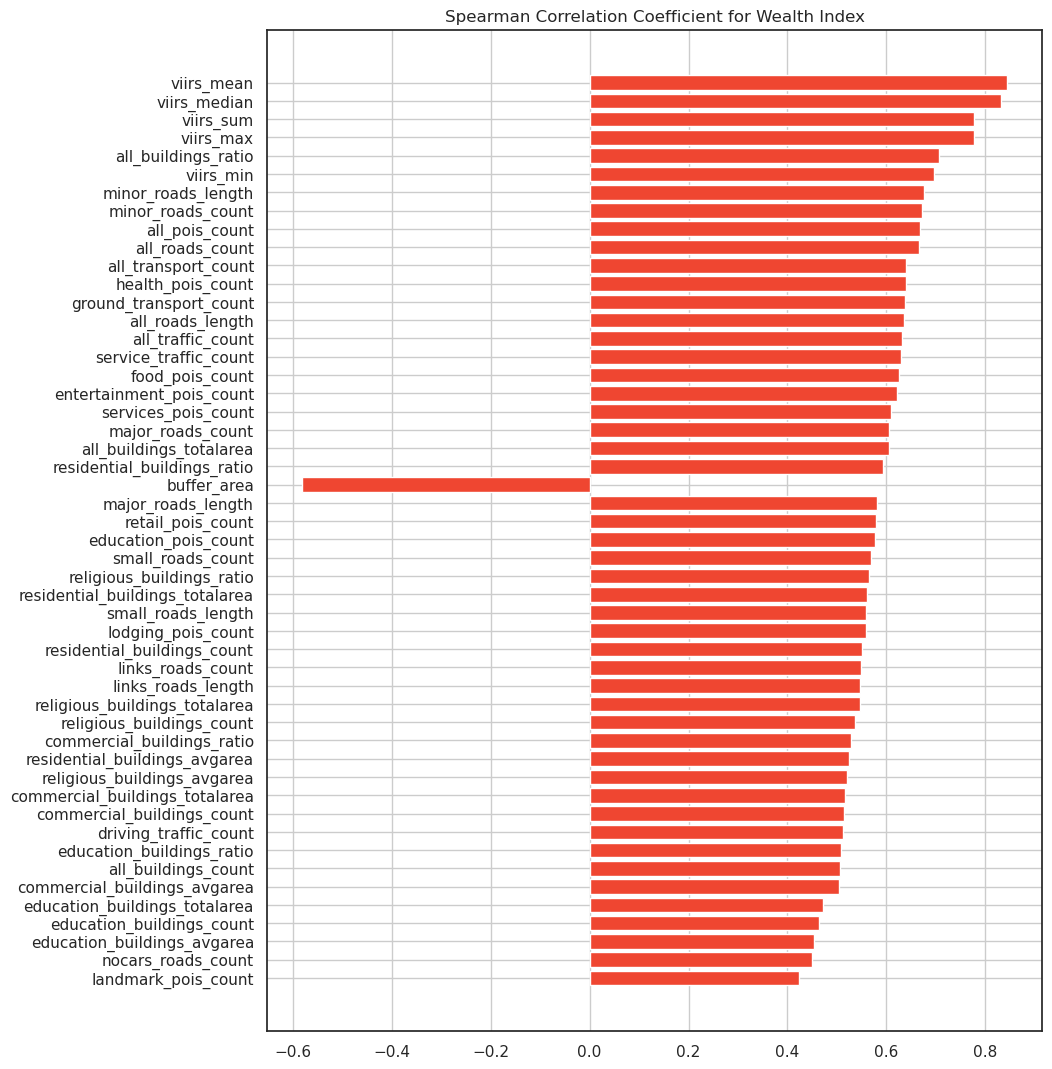 Spearman Correlation Coefficient for Wealth Index
viirs_mean
viirs_median
viirs_sum
viirs_max
all_buildings_ratio
viirs_min
minor_roads_length
minor_roads_count
all_pois_count
all_roads_count
all_transport_count
health_pois_count
ground_transport_count
all_roads_length
all_traffic_count
service_traffic_count
food_pois_count
entertainment_pois_count
services_pois_count
major_roads_count
all_buildings_totalarea
residential_buildings_ratio
buffer_area
major_roads_length
retail_pois_count
education_pois_count
small_roads_count
religious_buildings_ratio
residential_buildings_totalarea
small_roads_length
lodging_pois_count
residential_buildings_count
links_roads_count
links_roads_length
religious_buildings_totalarea
religious_buildings_count
commercial_buildings_ratio
residential_buildings_avgarea
religious_buildings_avgarea
commercial_buildings_totalarea
commercial_buildings_count
driving_traffic_count
education_buildings_ratio
all_buildings_count
commercial_buildings_avgarea
education_buildings_totalarea
education_buildings_count
education_buildings_avgarea
nocars_roads_count
landmark_pois_count
−0.6 −0.4 −0.2 0.0 0.2 0.4 0.6 0.8